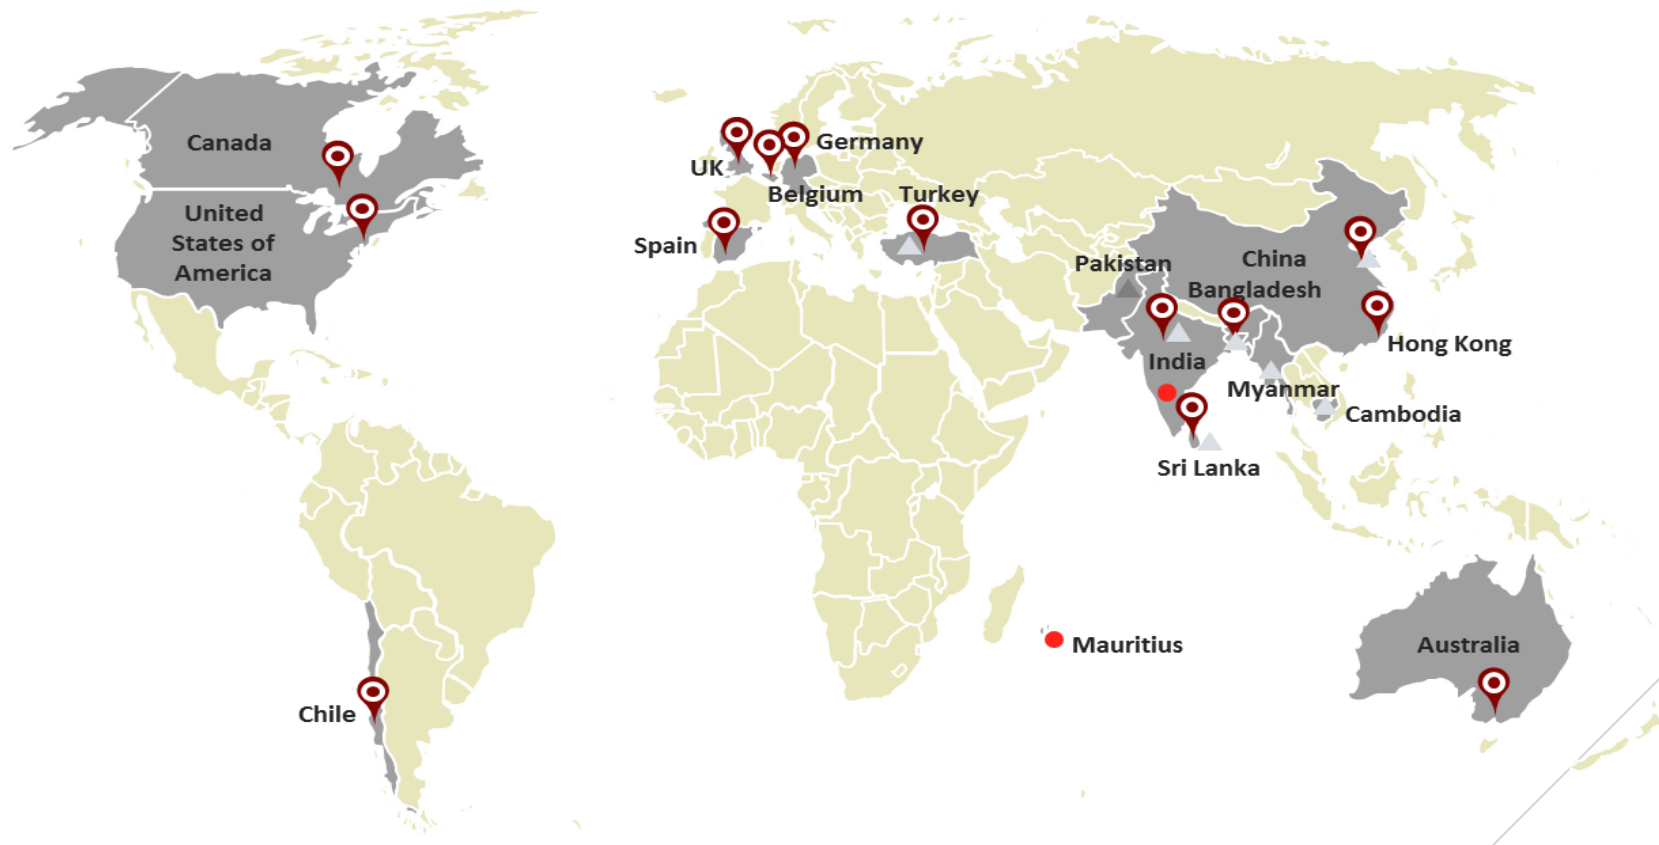 Canada
United
States of
America
Chile
UK
Germany
Belgium
Turkey
Spain
Pakistan
China
Bangladesh
India
Hong Kong
Myanmar
Cambodia
Sri Lanka
Mauritius
Australia